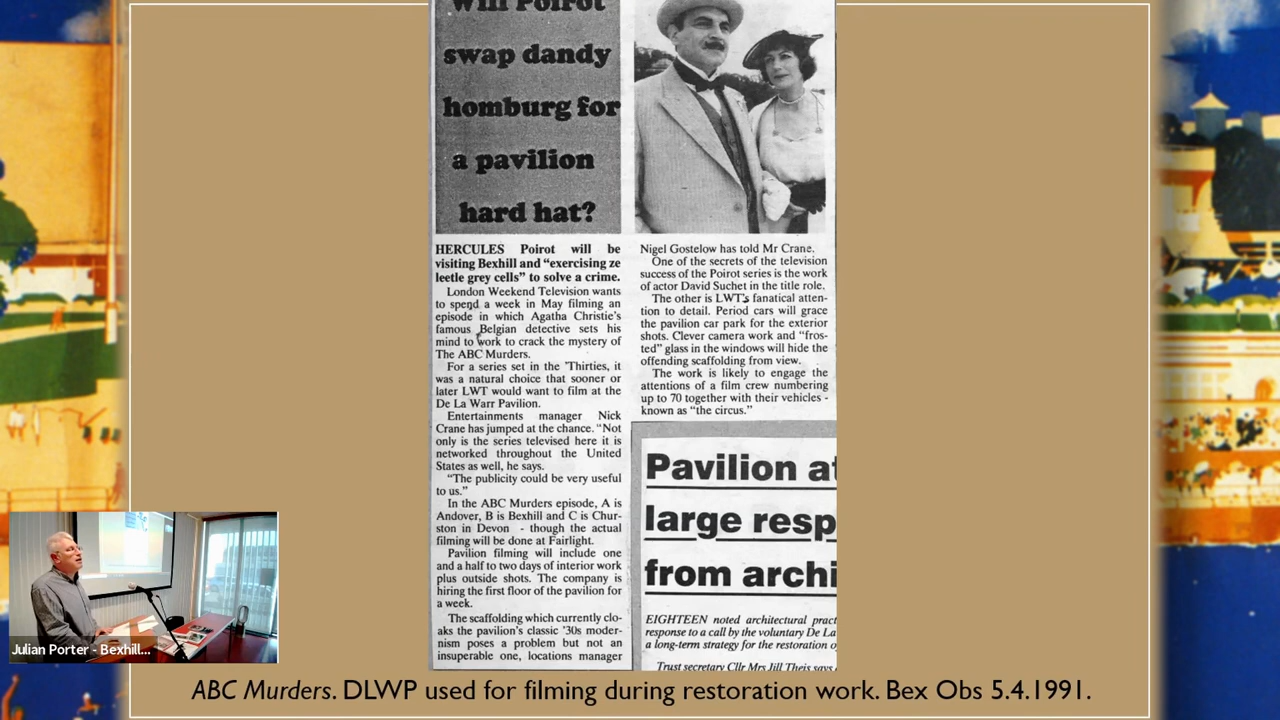 Will Poirot
swap dandy
homburg for
a pavilion
hard hat?
HERCULES Poirot will be
visiting Bexhill and “exercising ze
leetle grey cells” to solve a crime.
London Weekend Television wants
to spend a week in May filming an
episode in which Agatha Christie's
famous Belgian detective sets his
mind to work to crack the mystery of
The ABC Murders.
For a series set in the 'Thirties, it
was a natural choice that sooner or
later LWT would want to film at the
De La Warr Pavilion.
Entertainments manager Nick
Crane has jumped at the chance. “Not
only is the series televised here it is
networked throughout the United
States as well, he says.
“The publicity could be very useful
to us.”
In the ABC Murders episode, A is
Andover, B is Bexhill and C is Chur-
ston in Devon - though the actual
filming will be done at Fairlight.
Pavilion filming will include one
and a half to two days of interior work
plus outside shots. The company is
hiring the first floor of the pavilion for
a week.
The scaffolding which currently clo-
aks the pavilion's classic '30s moder-
nism poses a problem but not an
insuperable one, locations manager
Nigel Gostelow has told Mr Crane.
One of the secrets of the television
success of the Poirot series is the work
of actor David Suchet in the title role.
The other is LWT's fanatical atten-
tion to detail. Period cars will grace
the pavilion car park for the exterior
shots. Clever camera work and “fros-
ted” glass in the windows will hide the
offending scaffolding from view.
The work is likely to engage the
attentions of a film crew numbering
up to 70 together with their vehicles -
known as “the circus.”
Pavilion at
large resp
from archi
EIGHTEEN noted architectural pract
response to a call by the voluntary De La
a long-term strategy for the restoration o
Trust secretary Cllr Mrs Jill Theis says
Julian Porter - Bexhill...
ABC Murders. DLWP used for filming during restoration work. Bex Obs 5.4.1991.